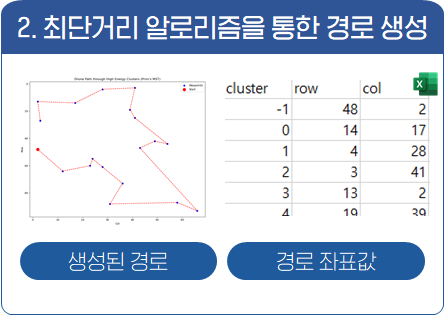 2. 최단거리 알로리즘을 통한 경로 생성
Drone Path through High Energy Clusters (Prim's MST)
cluster row col
-1 48 2
0 14 17
1 4 28
2 3 41
3 13 2
4 19 39
생성된 경로
경로 좌표값